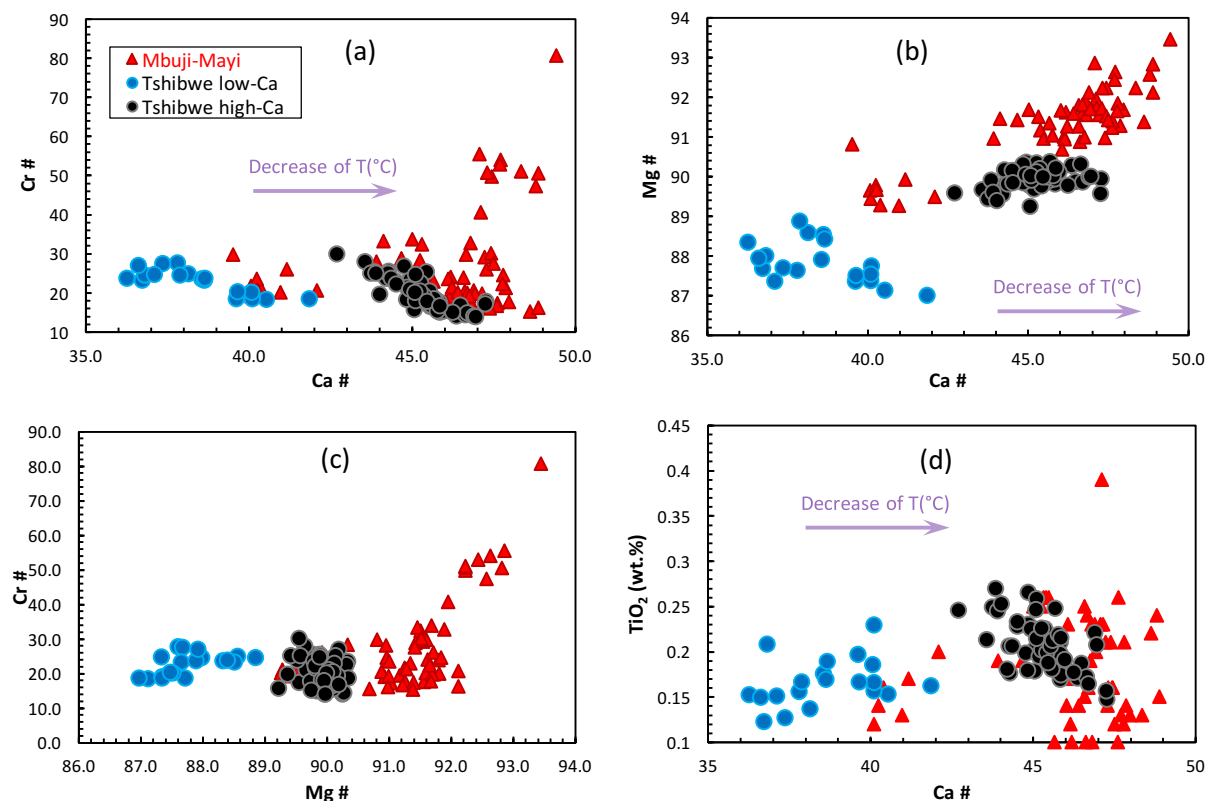 (a)
Mbuji-Mayi
Tshibwe low-Ca
Tshibwe high-Ca
Decrease of T(°C)
Cr #
90
80
70
60
50
40
30
20
10
35.0 40.0 45.0 50.0
Ca #
(b)
Decrease of T(°C)
Mg #
94
93
92
91
90
89
88
87
86
35.0 40.0 45.0 50.0
Ca #
(c)
Cr #
90.0
80.0
70.0
60.0
50.0
40.0
30.0
20.0
10.0
0.0
86.0 87.0 88.0 89.0 90.0 91.0 92.0 93.0 94.0
Mg #
(d)
Decrease of T(°C)
TiO₂ (wt.%)
0.45
0.4
0.35
0.3
0.25
0.2
0.15
0.1
35 40 45 50
Ca #